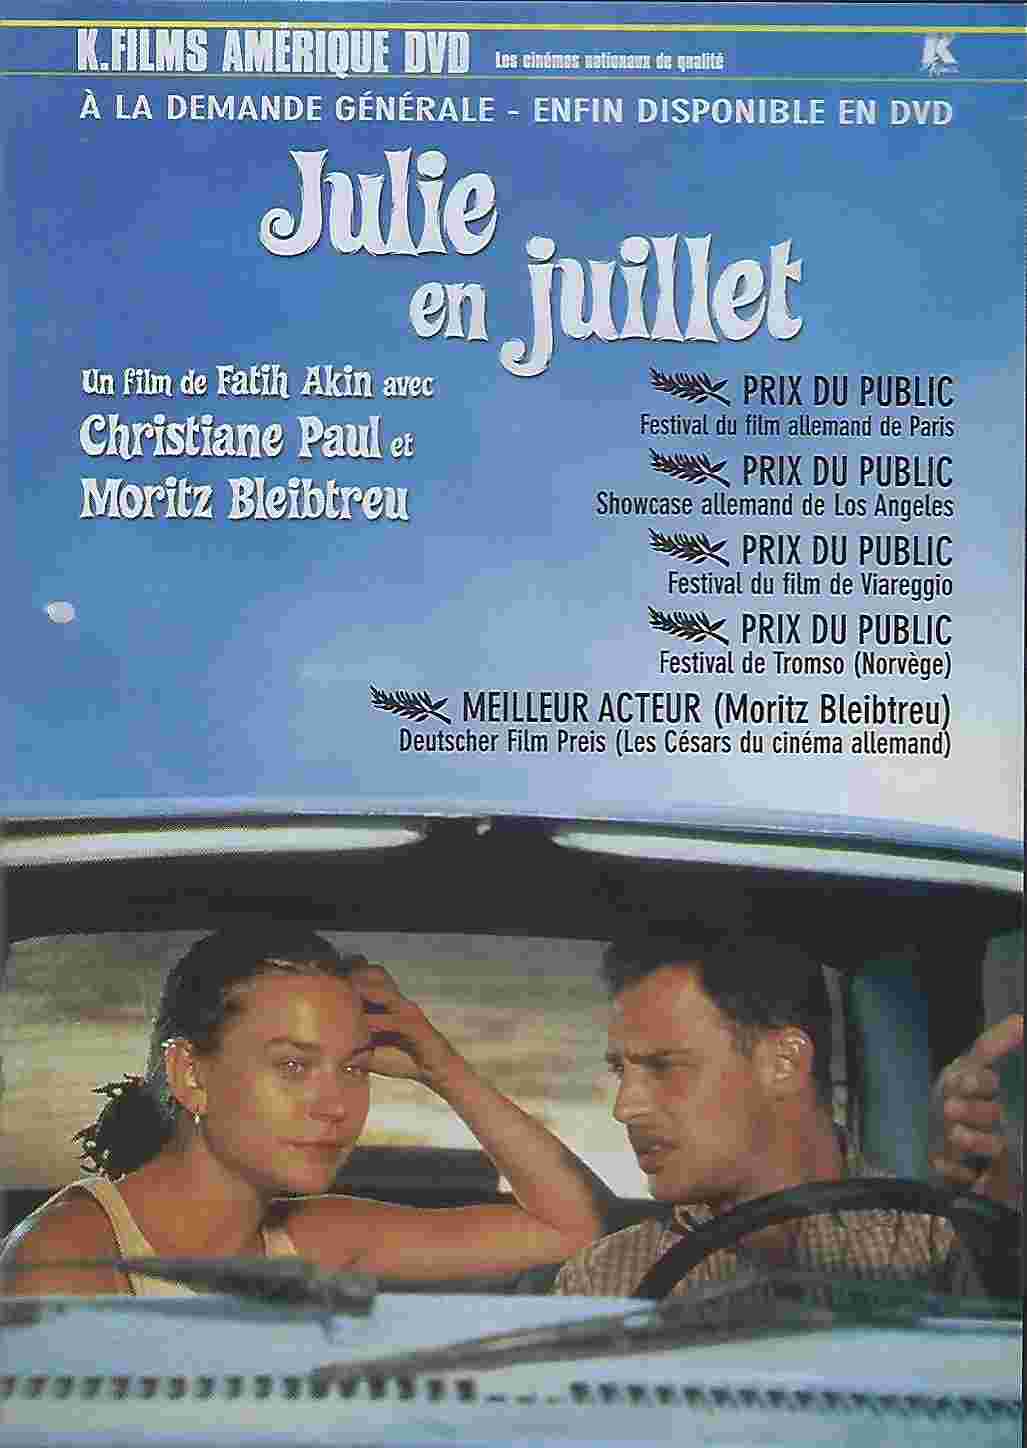 K.FILMS AMÉRIQUE DVD Les cinémas nationaux de qualité
K Films
À LA DEMANDE GÉNÉRALE - ENFIN DISPONIBLE EN DVD
Julie
en juillet
Un film de Fatih Akin avec
Christiane Paul et
Moritz Bleibtreu
PRIX DU PUBLIC
Festival du film allemand de Paris
PRIX DU PUBLIC
Showcase allemand de Los Angeles
PRIX DU PUBLIC
Festival du film de Viareggio
PRIX DU PUBLIC
Festival de Tromso (Norvège)
MEILLEUR ACTEUR (Moritz Bleibtreu)
Deutscher Film Preis (Les Césars du cinéma allemand)